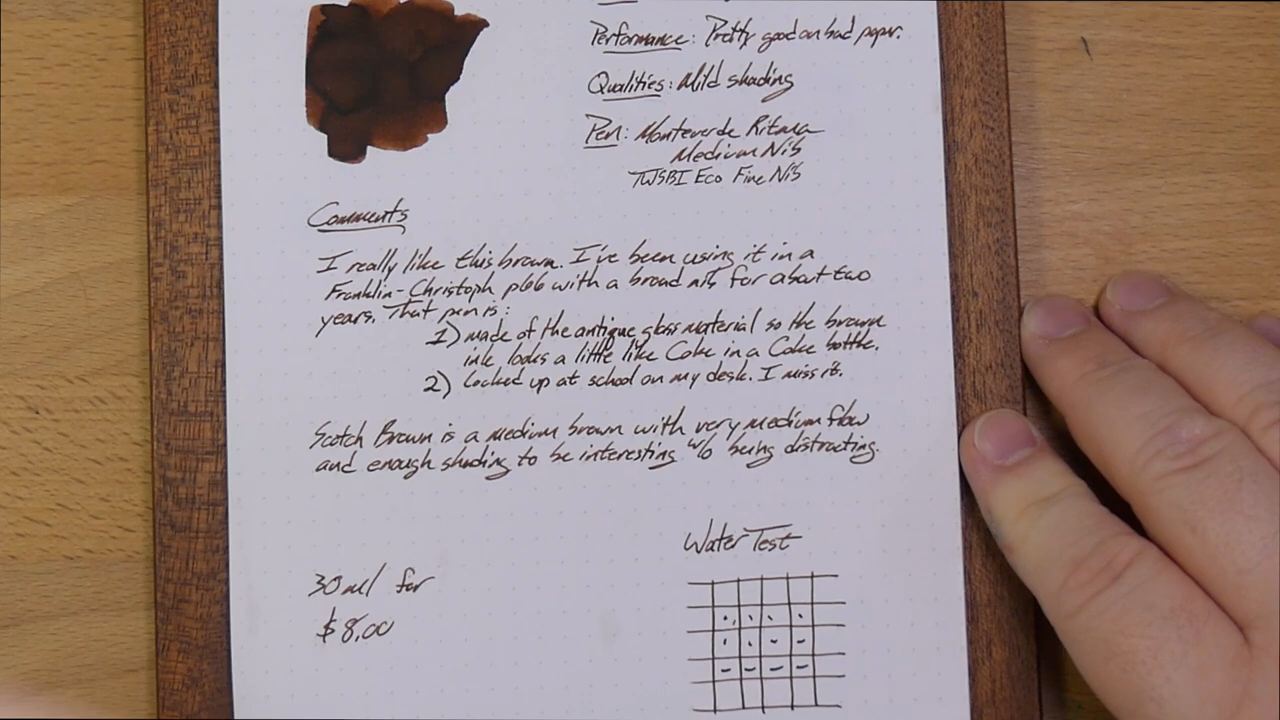 Performance: Pretty good on bad paper.
Qualities: Mild shading
Pen: Monteverde Ritma
Medium Nib
TWSBI Eco Fine Nib
Comments
I really like this brown. I've been using it in a
Franklin-Christoph p66 with a broad nib for about two
years. That pen is:
1) made of the antique glass material so the brown
ink looks a little like Coke in a Coke bottle.
2) locked up at school on my desk. I miss it.
Scotch Brown is a medium brown with very medium flow
and enough shading to be interesting w/o being distracting.
Water Test
30 ml for
$8.00